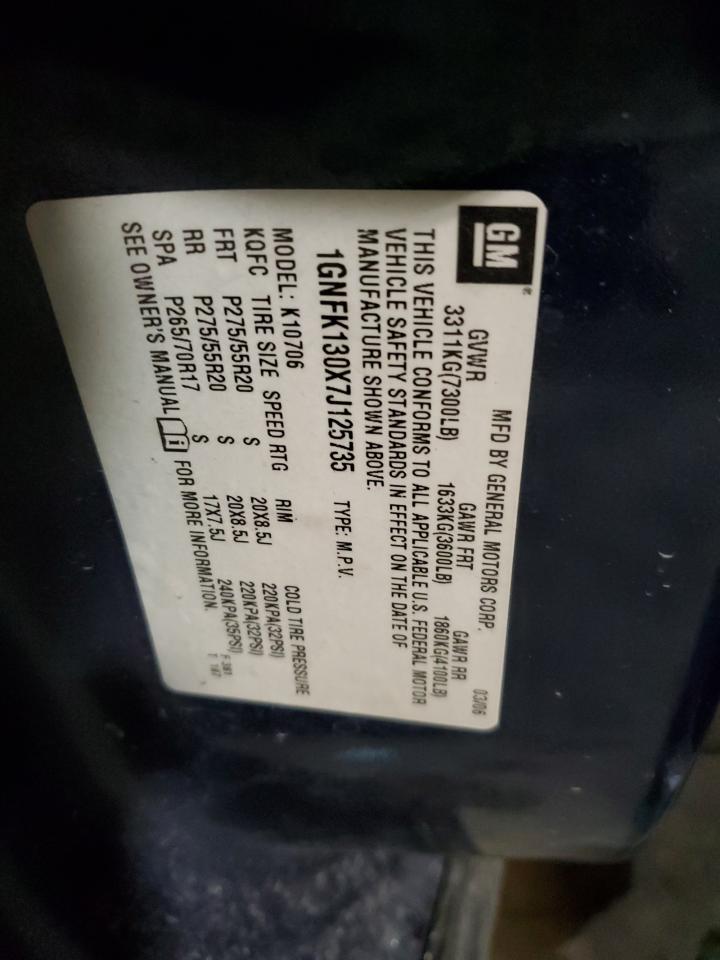 GM®
MFD BY GENERAL MOTORS CORP. 03/06
GVWR GAWR FRT GAWR RR
3311KG(7300LB) 1633KG(3600LB) 1860KG(4100LB)
THIS VEHICLE CONFORMS TO ALL APPLICABLE U.S. FEDERAL MOTOR
VEHICLE SAFETY STANDARDS IN EFFECT ON THE DATE OF
MANUFACTURE SHOWN ABOVE.
1GNFK130X7J125735 TYPE: M.P.V.
MODEL: K10706
KQFC TIRE SIZE SPEED RTG RIM COLD TIRE PRESSURE
FRT P275/55R20 S 20X8.5J 220KPA(32PSI)
RR P275/55R20 S 20X8.5J 220KPA(32PSI)
SPA P265/70R17 S 17X7.5J 240KPA(35PSI)
SEE OWNER'S MANUAL FOR MORE INFORMATION.